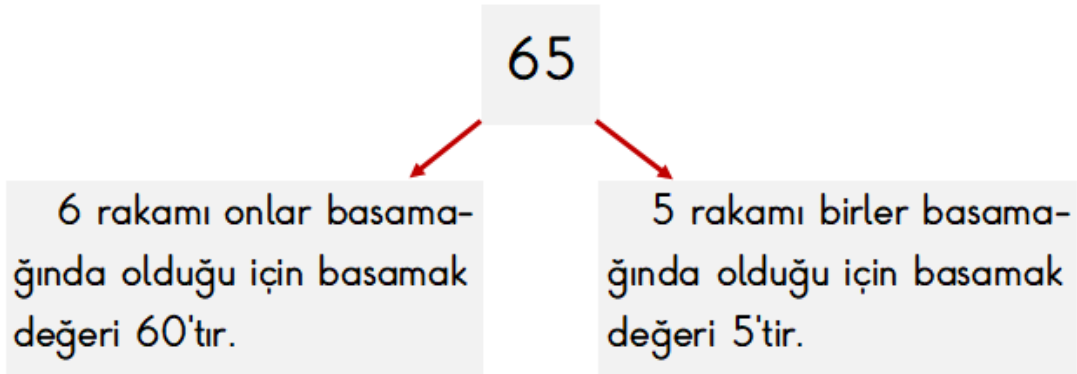 65
6 rakamı onlar basama-
ğında olduğu için basamak
değeri 60'tır.
5 rakamı birler basama-
ğında olduğu için basamak
değeri 5'tir.